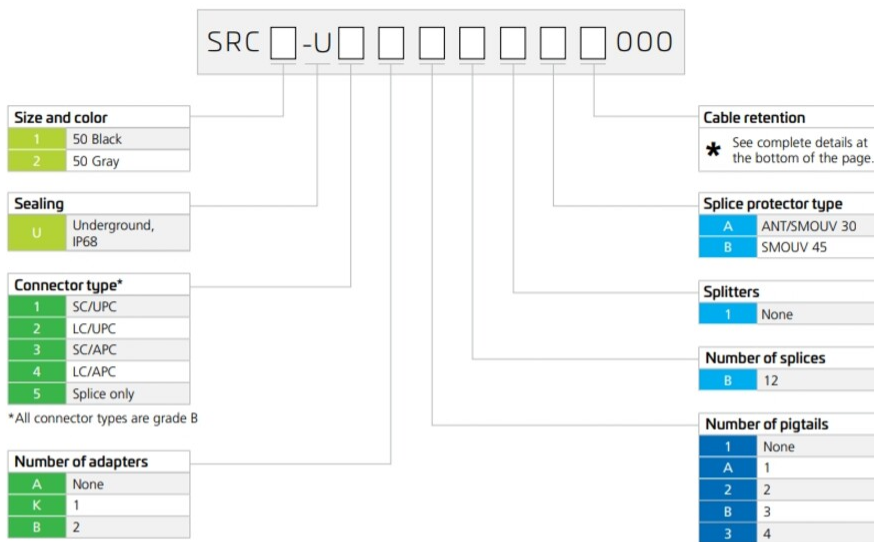 SRC -U 000
Size and color
1 50 Black
2 50 Gray
Sealing
U Underground,
IP68
Connector type*
1 SC/UPC
2 LC/UPC
3 SC/APC
4 LC/APC
5 Splice only
*All connector types are grade B
Number of adapters
A None
K 1
B 2
Cable retention
* See complete details at
the bottom of the page.
Splice protector type
A ANT/SMOUV 30
B SMOUV 45
Splitters
1 None
Number of splices
B 12
Number of pigtails
1 None
A 1
2 2
B 3
3 4